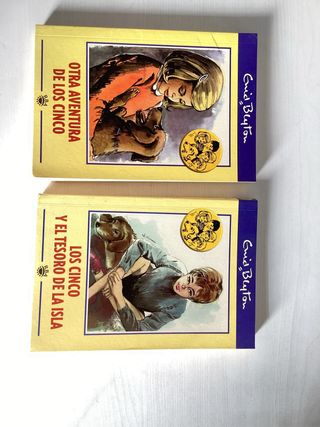 Enid Blyton
OTRA AVENTURA
DE LOS CINCO
Enid Blyton
LOS CINCO
Y EL TESORO DE LA ISLA